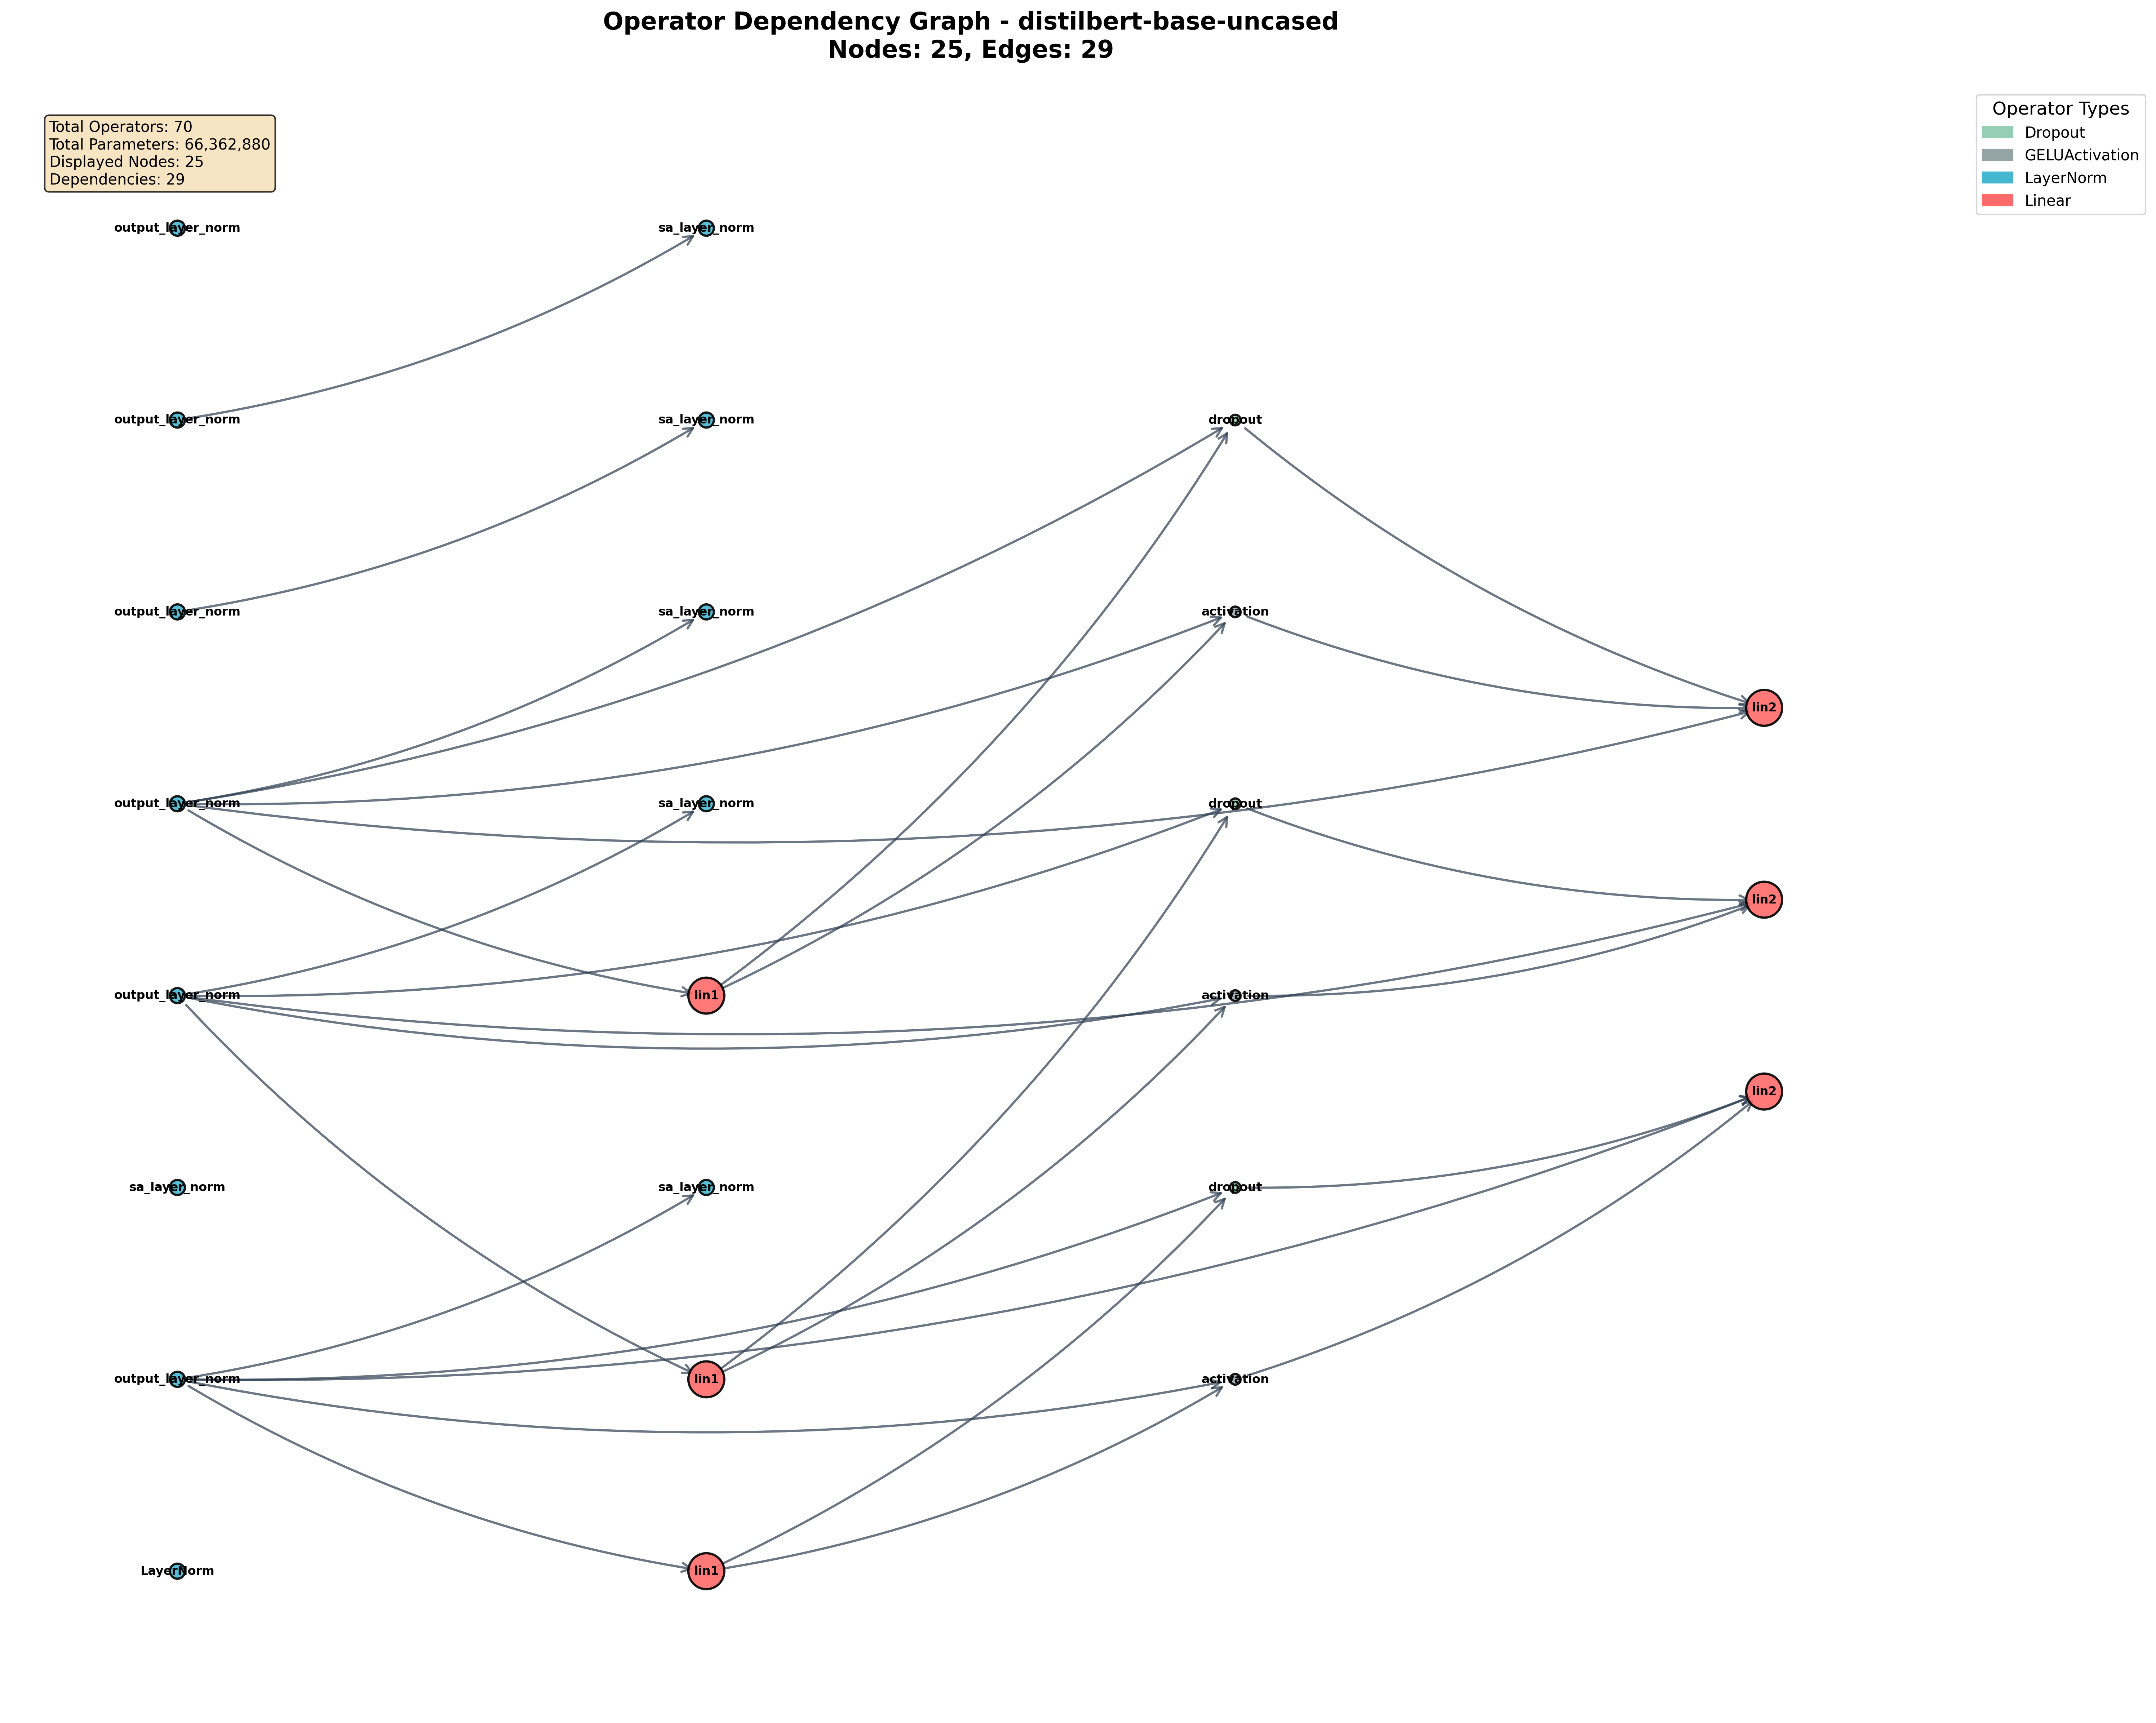 Operator Dependency Graph - distilbert-base-uncased
Nodes: 25, Edges: 29
Total Operators: 70
Total Parameters: 66,362,880
Displayed Nodes: 25
Dependencies: 29
Operator Types
Dropout
GELUActivation
LayerNorm
Linear
output_layer_norm
sa_layer_norm
output_layer_norm
sa_layer_norm
dropout
output_layer_norm
sa_layer_norm
activation
lin2
output_layer_norm
sa_layer_norm
dropout
lin2
output_layer_norm
lin1
activation
lin2
sa_layer_norm
sa_layer_norm
dropout
output_layer_norm
lin1
activation
LayerNorm
lin1